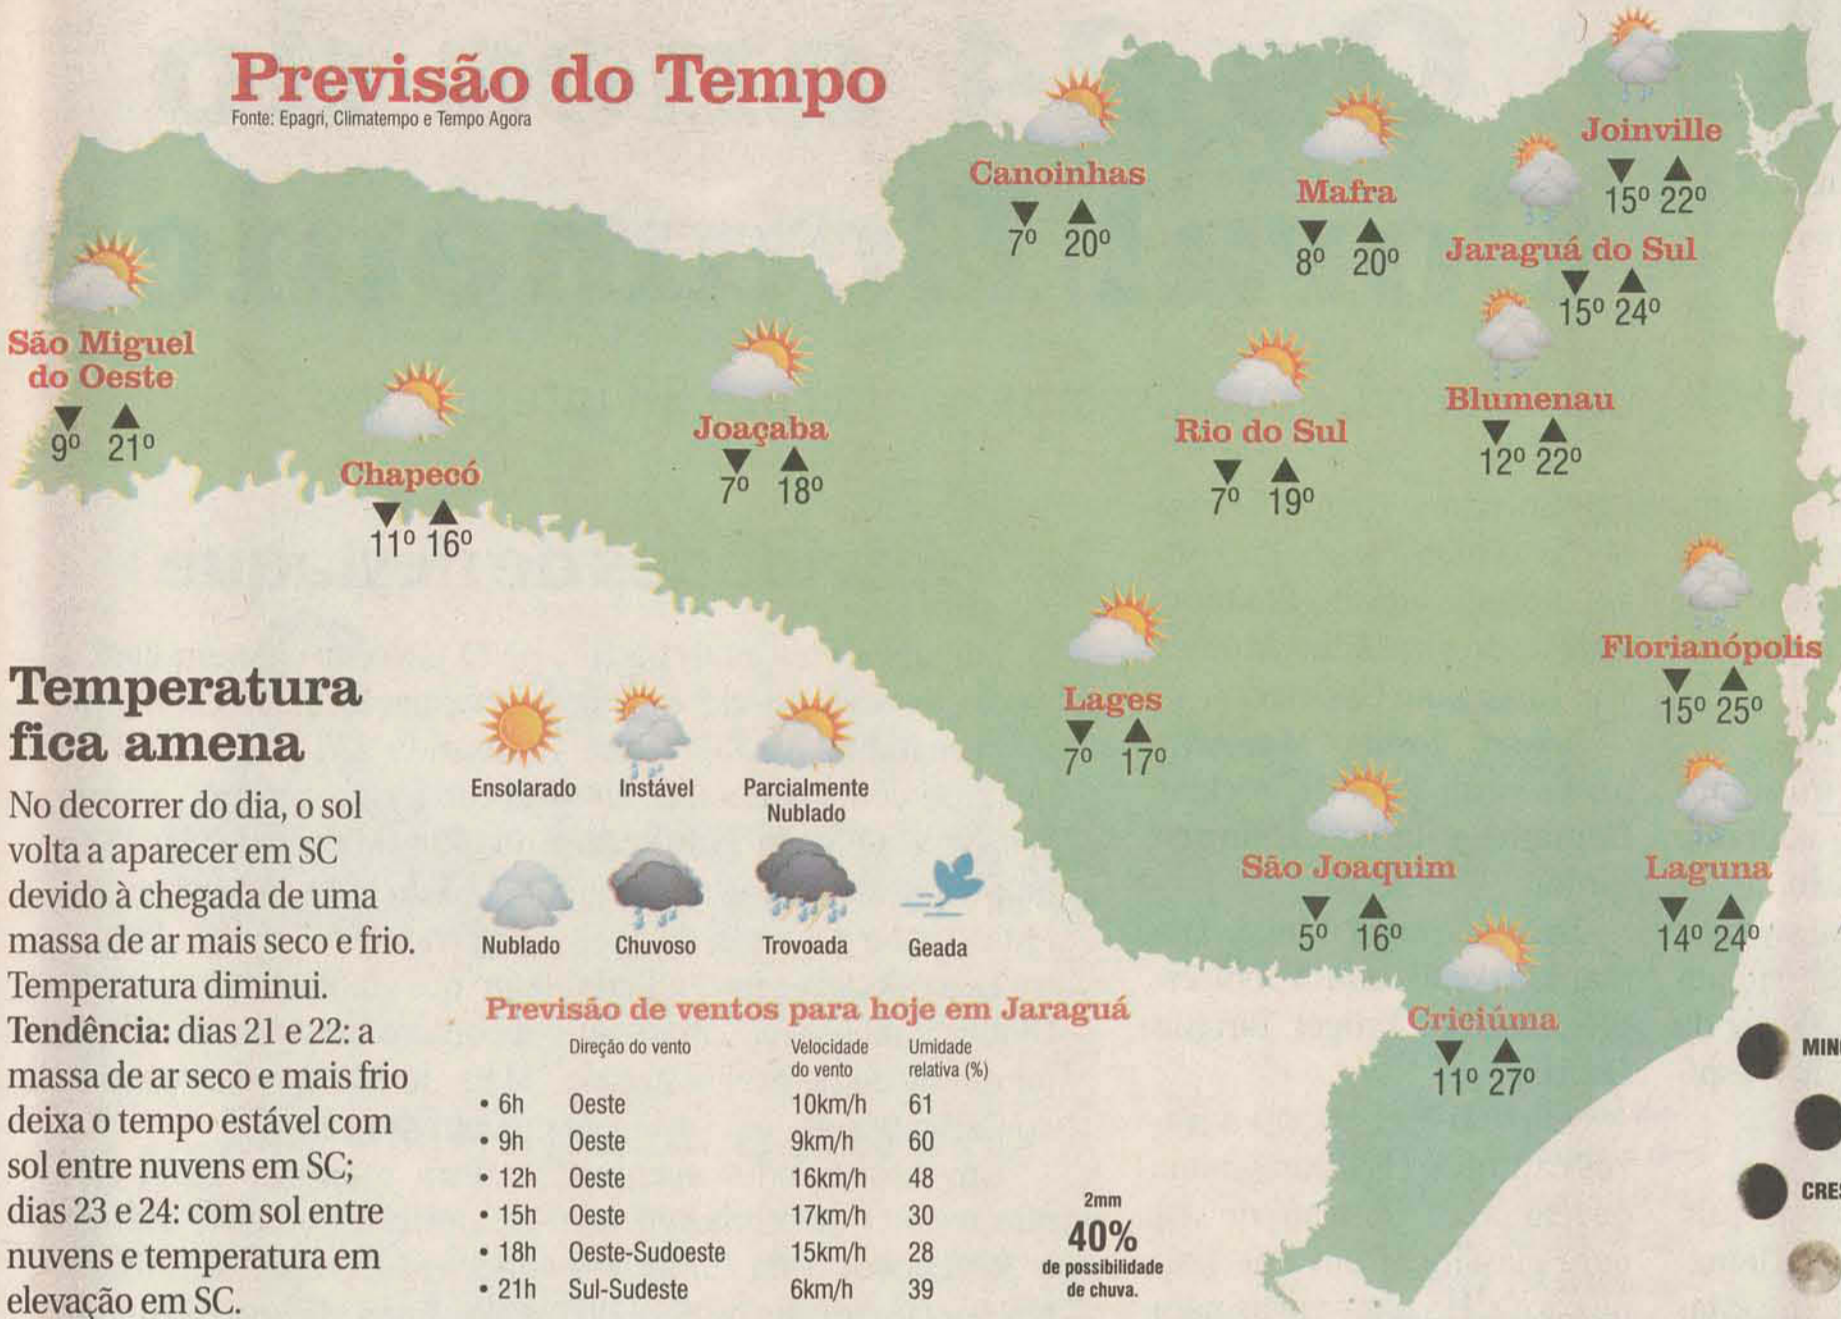 Previsão do Tempo
Fonte: Epagri, Climatempo e Tempo Agora
Canoinhas
7º 20º
Mafra
8º 20º
Joinville
15º 22º
Jaraguá do Sul
15º 24º
São Miguel
do Oeste
9º 21º
Chapecó
11º 16º
Joaçaba
7º 18º
Rio do Sul
7º 19º
Blumenau
12º 22º
Florianópolis
15º 25º
Lages
7º 17º
São Joaquim
5º 16º
Laguna
14º 24º
Criciúma
11º 27º
Temperatura
fica amena
No decorrer do dia, o sol
volta a aparecer em SC
devido à chegada de uma
massa de ar mais seco e frio.
Temperatura diminui.
Tendência: dias 21 e 22: a
massa de ar seco e mais frio
deixa o tempo estável com
sol entre nuvens em SC;
dias 23 e 24: com sol entre
nuvens e temperatura em
elevação em SC.
Ensolarado Instável Parcialmente
Nublado
Nublado Chuvoso Trovoada Geada
Previsão de ventos para hoje em Jaraguá
Direção do vento Velocidade Umidade
do vento relativa (%)
• 6h Oeste 10km/h 61
• 9h Oeste 9km/h 60
• 12h Oeste 16km/h 48
• 15h Oeste 17km/h 30
• 18h Oeste-Sudoeste 15km/h 28
• 21h Sul-Sudeste 6km/h 39
2mm
40%
de possibilidade
de chuva.